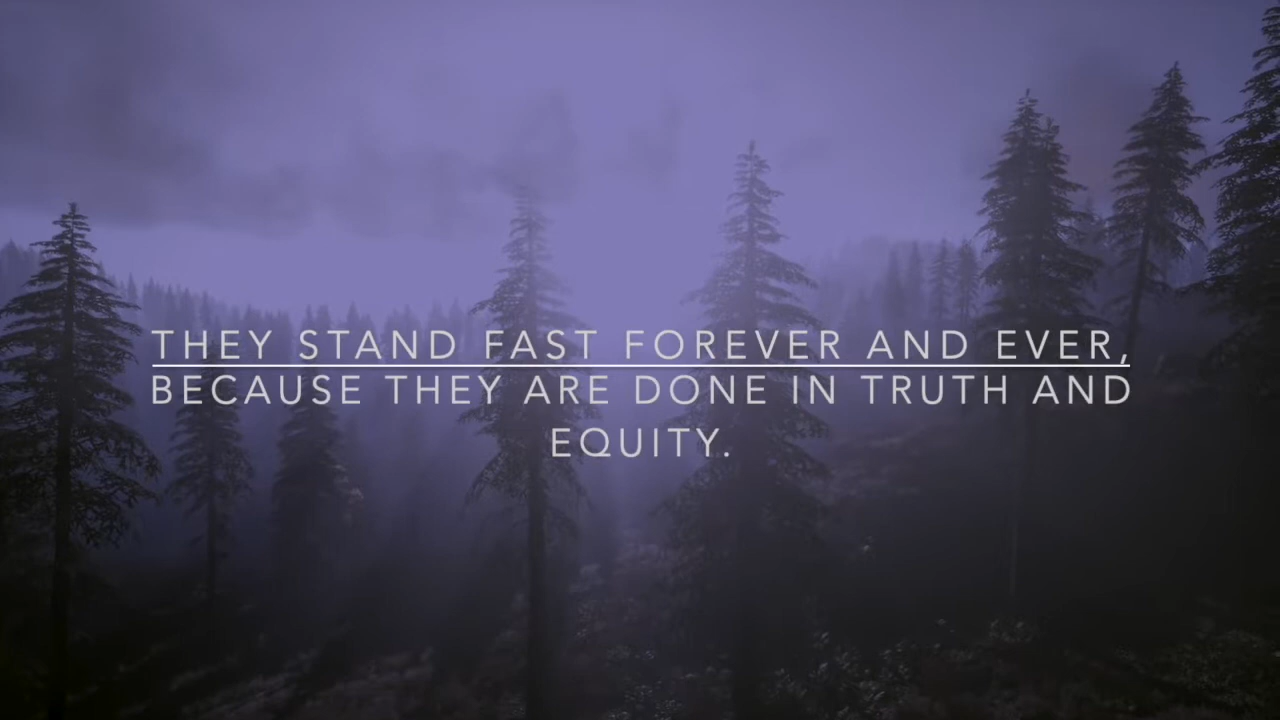 THEY STAND FAST FOREVER AND EVER,
BECAUSE THEY ARE DONE IN TRUTH AND
EQUITY.